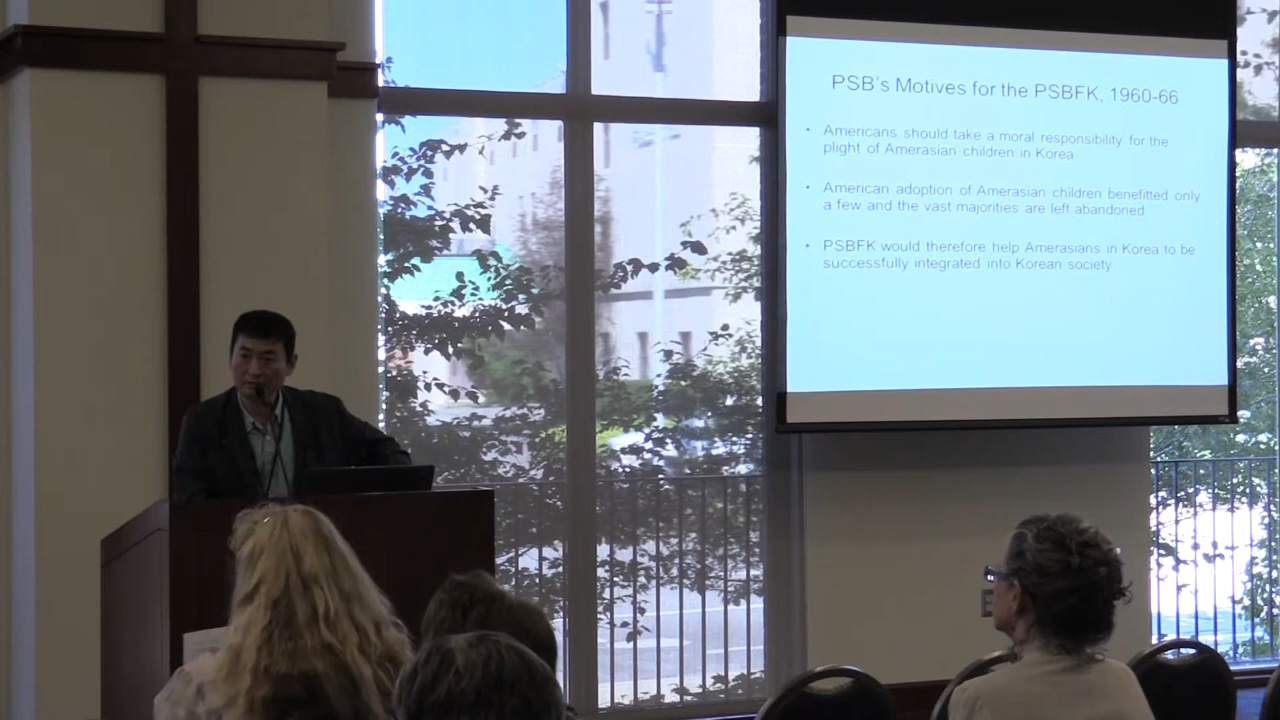 PSB's Motives for the PSBFK, 1960-66
• Americans should take a moral responsibility for the
plight of Amerasian children in Korea
• American adoption of Amerasian children benefitted only
a few and the vast majorities are left abandoned
• PSBFK would therefore help Amerasians in Korea to be
successfully integrated into Korean society